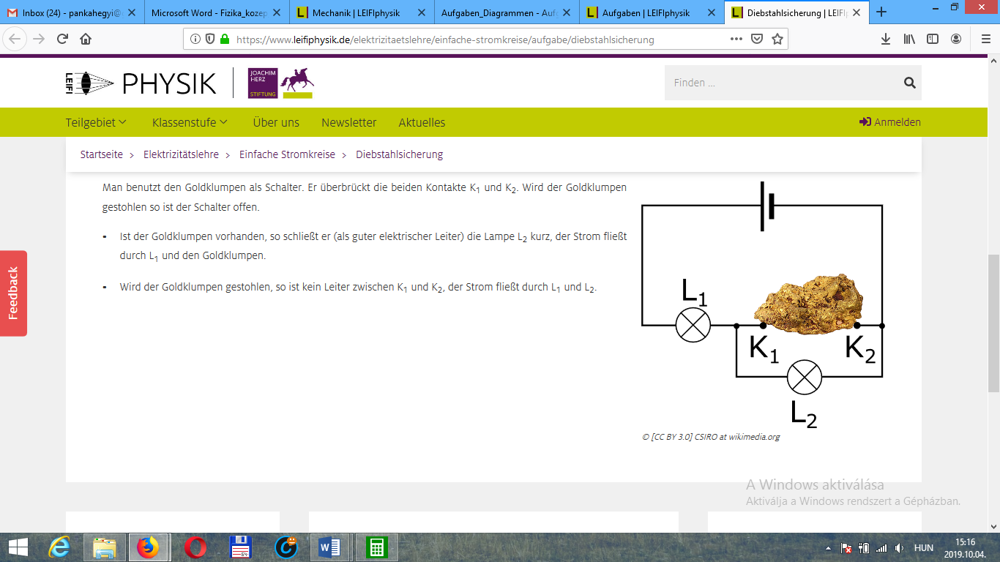 Inbox (24) - pankahegyi@
Microsoft Word - Fizika_kozep
Mechanik | LEIFIphysik
Aufgaben_Diagrammen - Auf
Aufgaben | LEIFIphysik
Diebstahlsicherung | LEIFI
https://www.leifiphysik.de/elektrizitaetslehre/einfache-stromkreise/aufgabe/diebstahlsicherung
LEIFI PHYSIK
JOACHIM
HERZ
STIFTUNG
Finden ...
Teilgebiet Klassenstufe Über uns Newsletter Aktuelles Anmelden
Startseite > Elektrizitätslehre > Einfache Stromkreise > Diebstahlsicherung
Man benutzt den Goldklumpen als Schalter. Er überbrückt die beiden Kontakte K1 und K2. Wird der Goldklumpen
gestohlen so ist der Schalter offen.
• Ist der Goldklumpen vorhanden, so schließt er (als guter elektrischer Leiter) die Lampe L2 kurz, der Strom fließt
durch L1 und den Goldklumpen.
• Wird der Goldklumpen gestohlen, so ist kein Leiter zwischen K1 und K2, der Strom fließt durch L1 und L2.
L1
K1
K2
L2
© [CC BY 3.0] CSIRO at wikimedia.org
Feedback
A Windows aktiválása
Aktiválja a Windows rendszert a Gépházban.
HUN
15:16
2019.10.04.